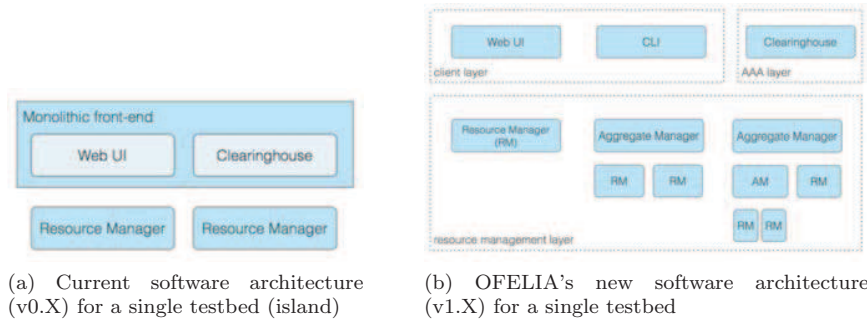 Monolithic front-end
Web UI
Clearinghouse
Resource Manager
Resource Manager
(a) Current software architecture
(v0.X) for a single testbed (island)
Web UI
CLI
client layer
Clearinghouse
AAA layer
Resource Manager
(RM)
Aggregate Manager
Aggregate Manager
RM
RM
AM
RM
RM
RM
resource management layer
(b) OFELIA's new software architecture
(v1.X) for a single testbed